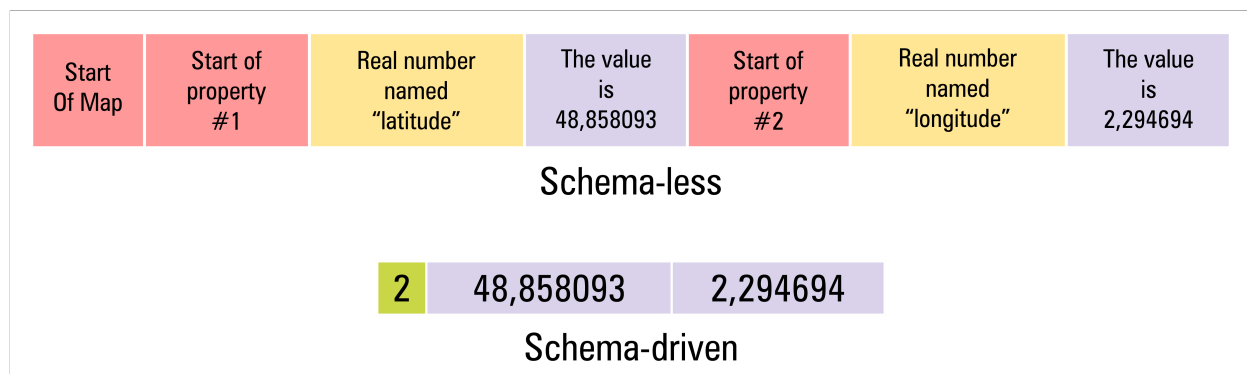 Start
Of Map
Start of
property
#1
Real number
named
“latitude”
The value
is
48,858093
Start of
property
#2
Real number
named
“longitude”
The value
is
2,294694
Schema-less
2
48,858093
2,294694
Schema-driven